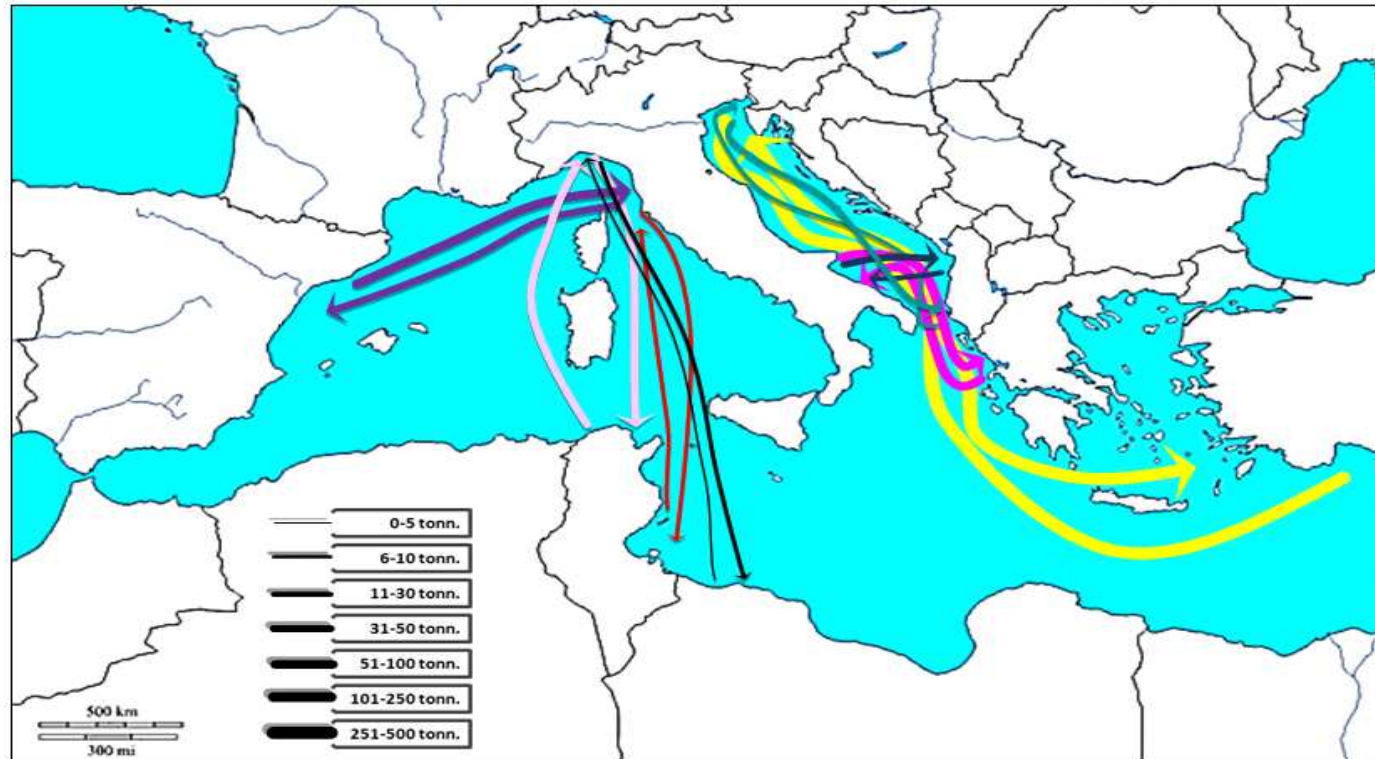 0-5 tonn.
6-10 tonn.
11-30 tonn.
31-50 tonn.
51-100 tonn.
101-250 tonn.
251-500 tonn.
500 km
300 mi